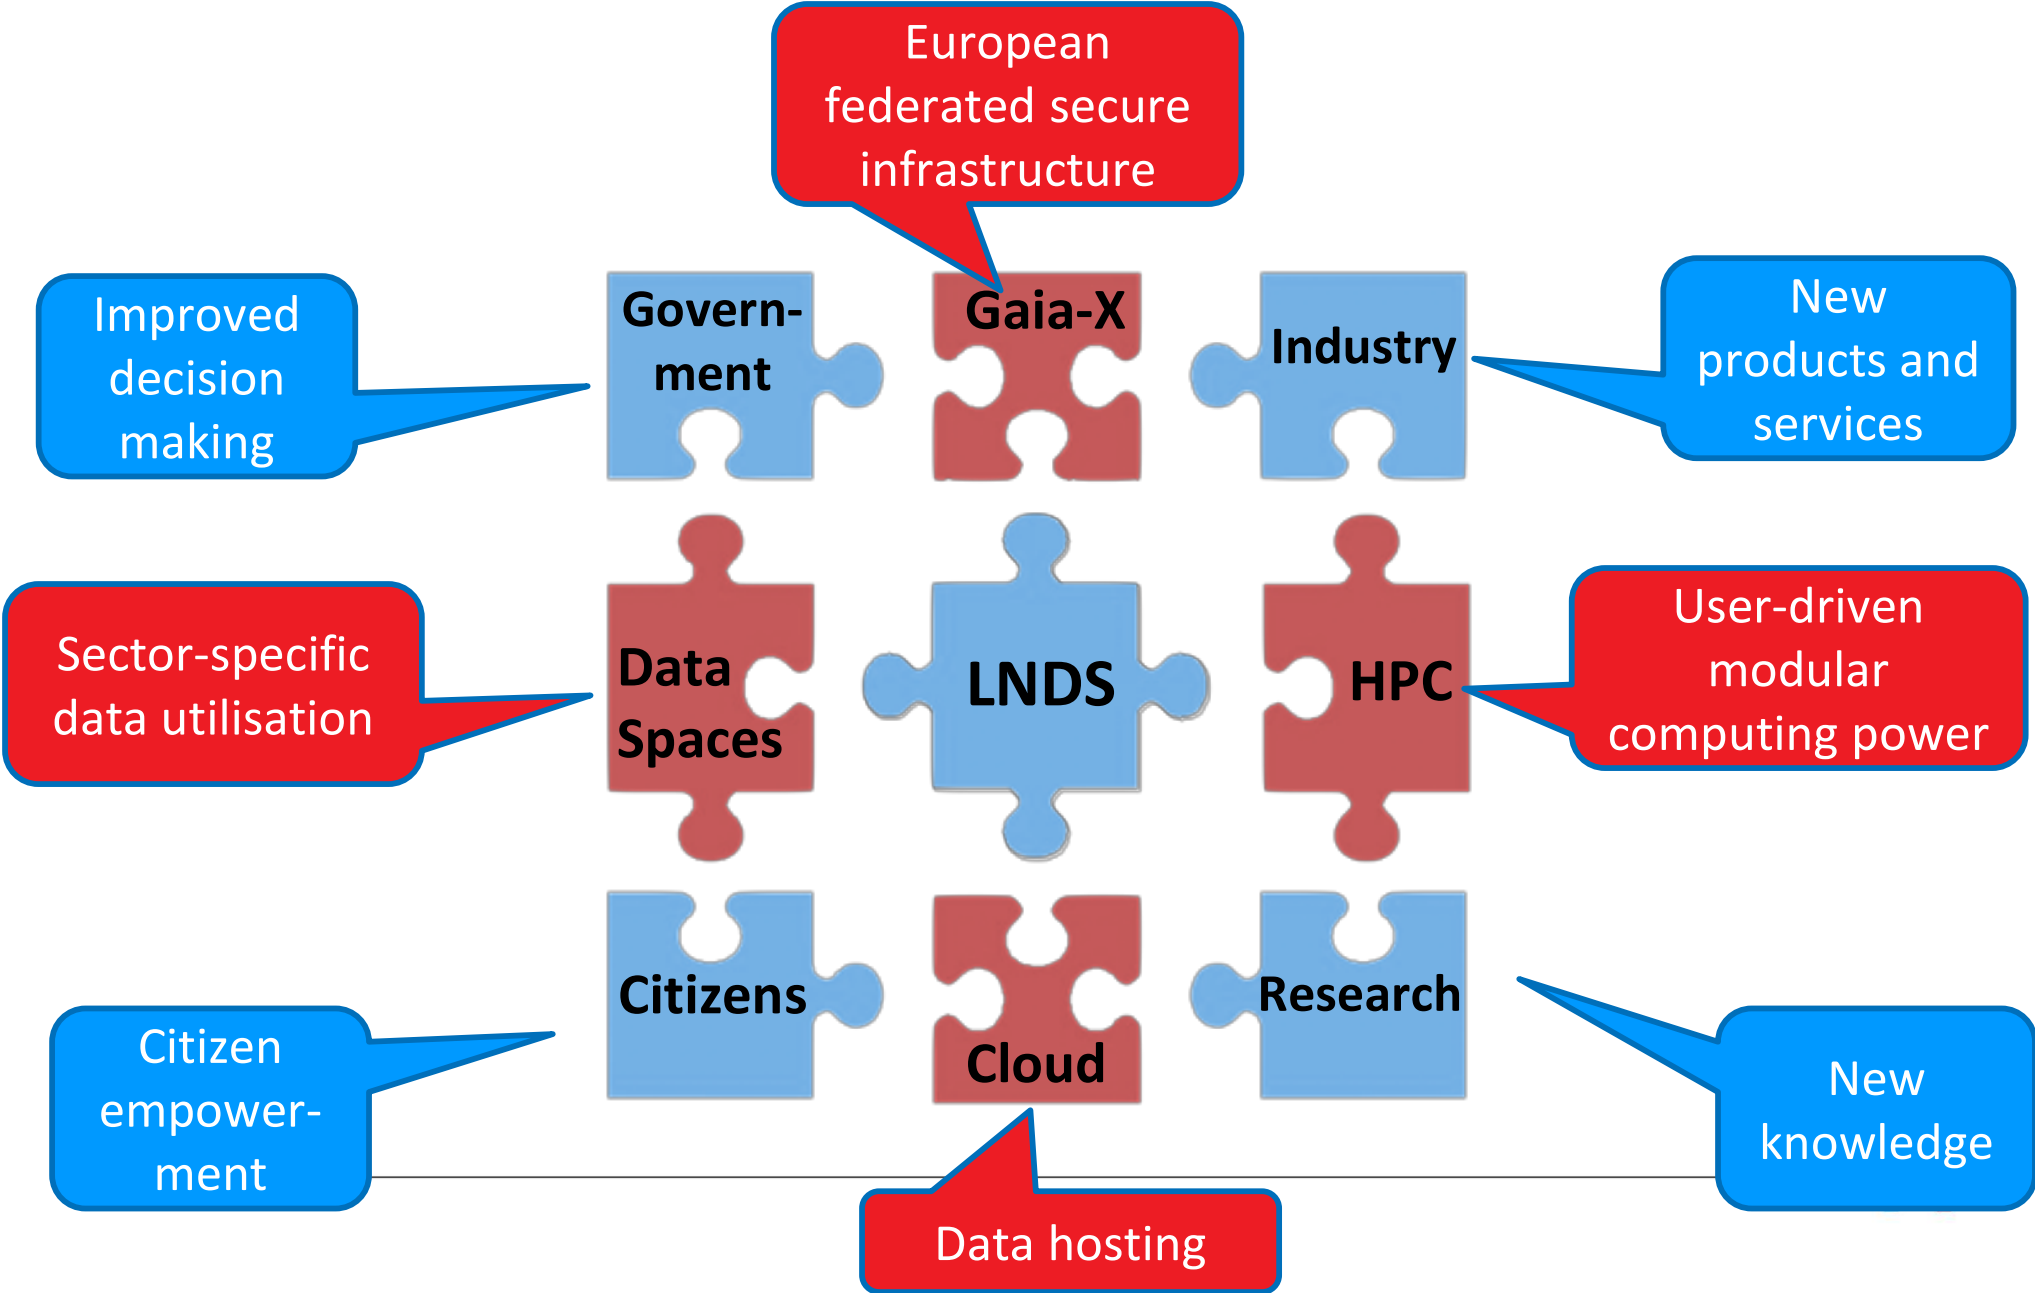 European
federated secure
infrastructure
Improved
decision
making
Govern-
ment
Gaia-X
Industry
New
products and
services
Sector-specific
data utilisation
Data
Spaces
LNDS
HPC
User-driven
modular
computing power
Citizen
empower-
ment
Citizens
Cloud
Research
New
knowledge
Data hosting